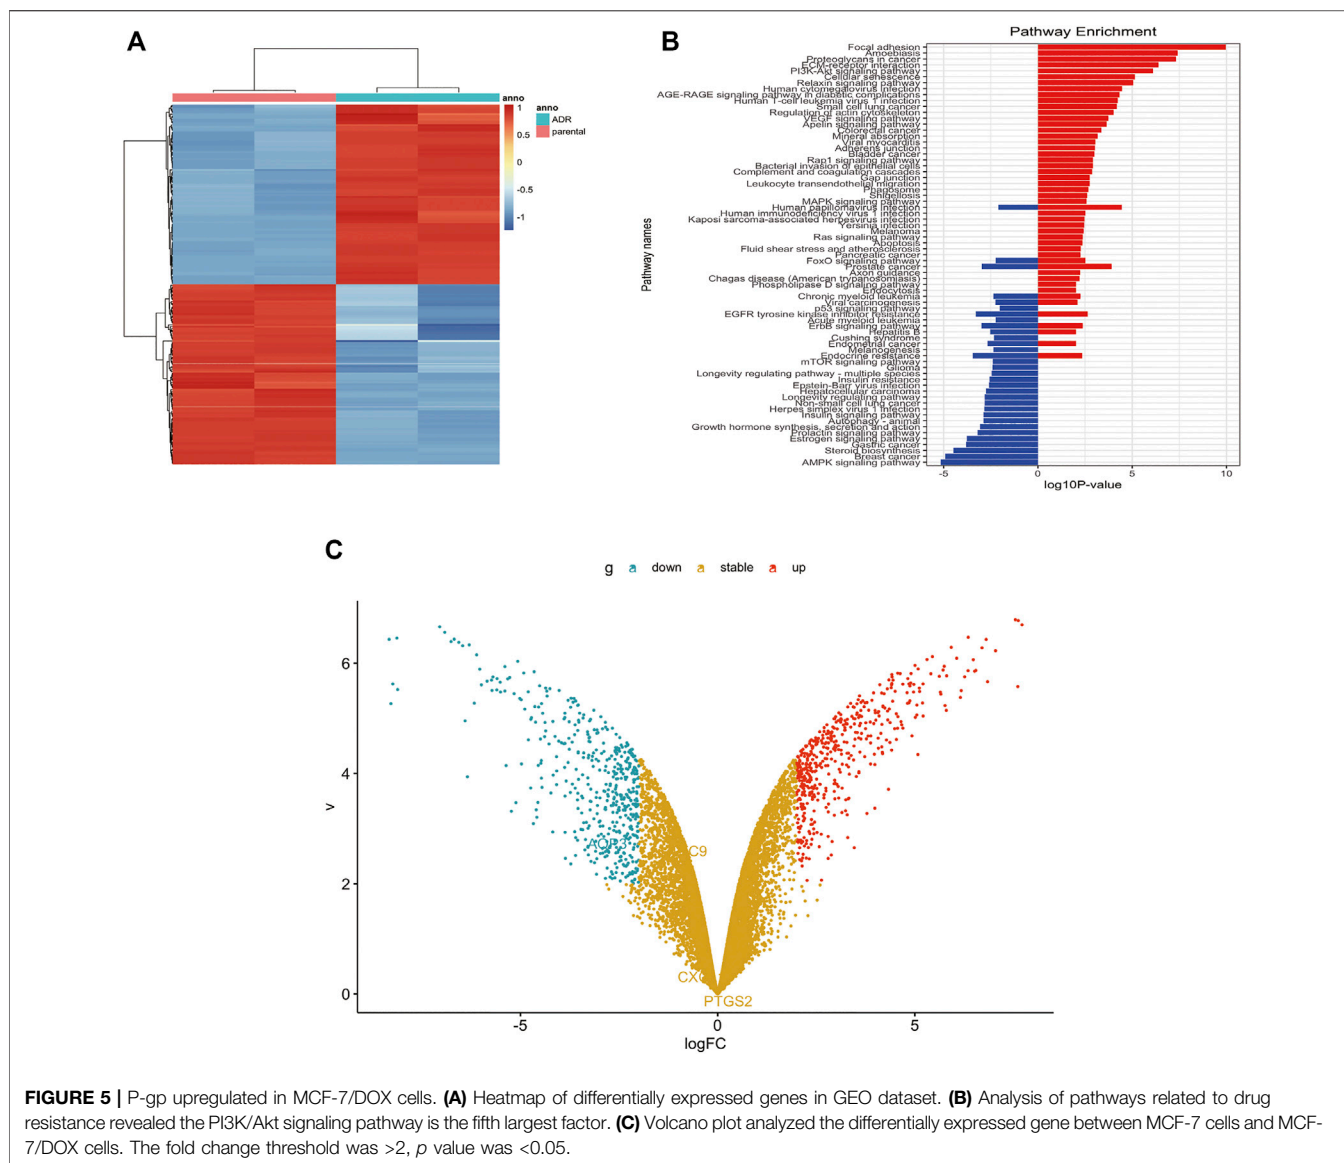 A
anno
1
0.5
0
-0.5
-1
anno
ADR
parental
B
Pathway Enrichment
Pathway names
Focal adhesion
Amoebiasis
Proteoglycans in cancer
ECM-receptor interaction
PI3K-Akt signaling pathway
Cellular senescence
Relaxin signaling pathway
Human cytomegalovirus infection
AGE-RAGE signaling pathway in diabetic complications
Human T-cell leukemia virus 1 infection
Small cell lung cancer
Regulation of actin cytoskeleton
VEGF signaling pathway
Apelin signaling pathway
Colorectal cancer
Mineral absorption
Viral myocarditis
Adherens junction
Bladder cancer
Rap1 signaling pathway
Bacterial invasion of epithelial cells
Complement and coagulation cascades
Gap junction
Leukocyte transendothelial migration
Phagosome
Shigellosis
MAPK signaling pathway
Human papillomavirus infection
Human immunodeficiency virus 1 infection
Kaposi sarcoma-associated herpesvirus infection
Yersinia infection
Melanoma
Ras signaling pathway
Apoptosis
Fluid shear stress and atherosclerosis
Pancreatic cancer
FoxO signaling pathway
Prostate cancer
Axon guidance
Chagas disease (American trypanosomiasis)
Phospholipase D signaling pathway
Endocytosis
Chronic myeloid leukemia
Viral carcinogenesis
p53 signaling pathway
EGFR tyrosine kinase inhibitor resistance
Acute myeloid leukemia
ErbB signaling pathway
Hepatitis B
Cushing syndrome
Endometrial cancer
Melanogenesis
Endocrine resistance
mTOR signaling pathway
Glioma
Longevity regulating pathway - multiple species
Insulin resistance
Epstein-Barr virus infection
Hepatocellular carcinoma
Longevity regulating pathway
Non-small cell lung cancer
Herpes simplex virus 1 infection
Insulin signaling pathway
Autophagy - animal
Growth hormone synthesis, secretion and action
Prolactin signaling pathway
Estrogen signaling pathway
Gastric cancer
Steroid biosynthesis
Breast cancer
AMPK signaling pathway
-5 0 5 10
log10P-value
C
g a down a stable a up
v
6
4
2
0
AQP3
C9
CXC
PTGS2
-5 0 5
logFC
FIGURE 5 | P-gp upregulated in MCF-7/DOX cells. (A) Heatmap of differentially expressed genes in GEO dataset. (B) Analysis of pathways related to drug
resistance revealed the PI3K/Akt signaling pathway is the fifth largest factor. (C) Volcano plot analyzed the differentially expressed gene between MCF-7 cells and MCF-
7/DOX cells. The fold change threshold was >2, p value was <0.05.